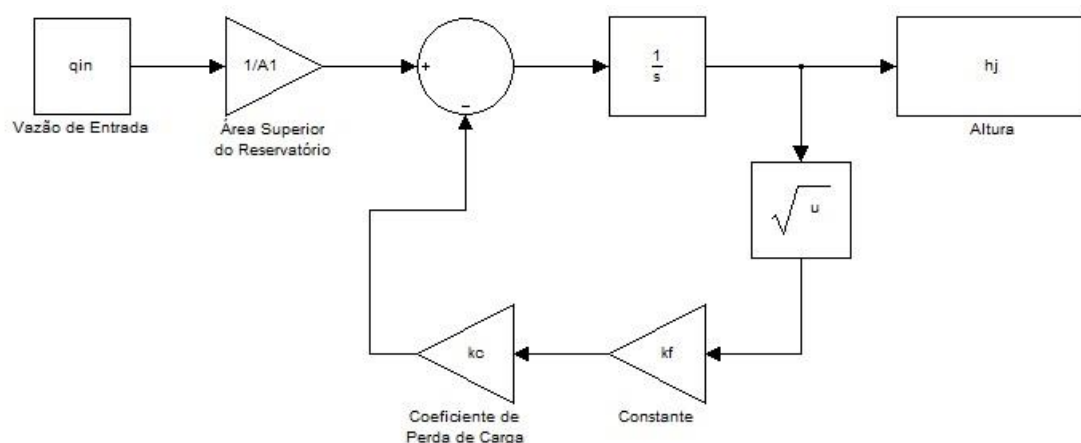 qin
Vazão de Entrada
1/A1
Área Superior
do Reservatório
+
−
1
s
hj
Altura
√u
kf
Constante
kc
Coeficiente de
Perda de Carga